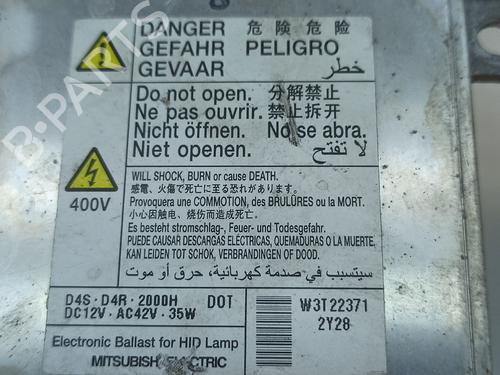 DANGER 危険 危险
GEFAHR PELIGRO
GEVAAR خطر
Do not open. 分解禁止
Ne pas ouvrir. 禁止拆开
Nicht öffnen. No se abra.
Niet openen. لا تفتح
400V
WILL SHOCK, BURN or cause DEATH.
感電、火傷で死亡に至る恐れがあります。
Provoquera une COMMOTION, des BRULÛRES ou la MORT.
小心因触电、烧伤而造成死亡。
Es besteht stromschlag-, Feuer- und Todesgefahr.
PUEDE CAUSAR DESCARGAS ELÉCTRICAS, QUEMADURAS O LA MUERTE.
KAN LEIDEN TOT SCHOK, VERBRANDINGEN OF DOOD.
سيتسبب في صدمة كهربائية، حرق أو موت
D4S・D4R・2000H DOT
DC12V・AC42V・35W
W3T22371
2Y28
Electronic Ballast for HID Lamp
MITSUBISHI ELECTRIC
B-PARTS